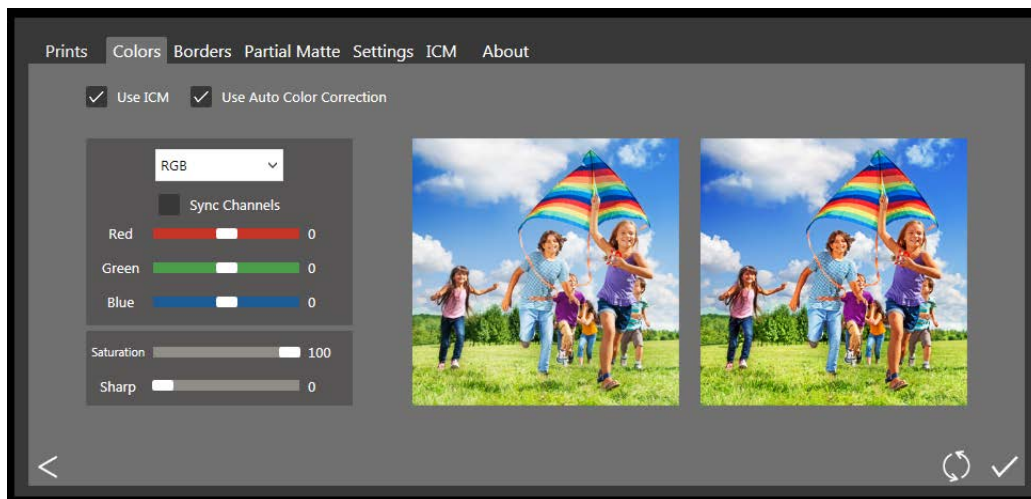 Prints Colors Borders Partial Matte Settings ICM About
Use ICM Use Auto Color Correction
RGB
Sync Channels
Red 0
Green 0
Blue 0
Saturation 100
Sharp 0